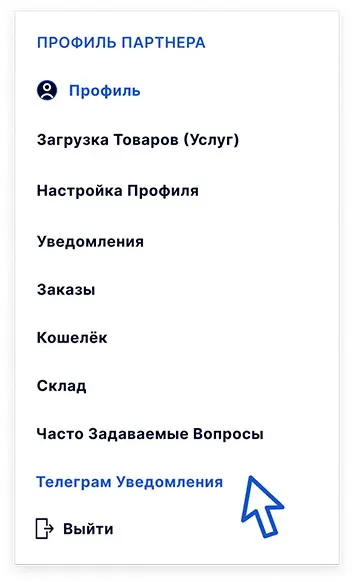 ПРОФИЛЬ ПАРТНЕРА
Профиль
Загрузка Товаров (Услуг)
Настройка Профиля
Уведомления
Заказы
Кошелёк
Склад
Часто Задаваемые Вопросы
Телеграм Уведомления
Выйти